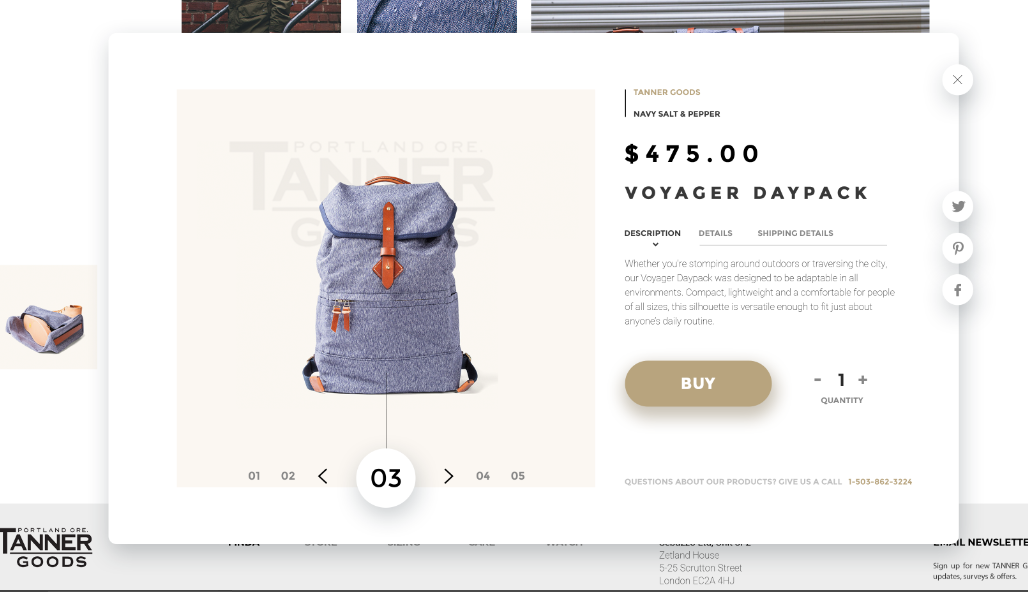 TANNER GOODS
NAVY SALT & PEPPER
$475.00
VOYAGER DAYPACK
DESCRIPTION DETAILS SHIPPING DETAILS
Whether you're stomping around outdoors or traversing the city,
our Voyager Daypack was designed to be adaptable in all
environments. Compact, lightweight and a comfortable for people
of all sizes, this silhouette is versatile enough to fit just about
anyone's daily routine.
BUY
- 1 +
QUANTITY
QUESTIONS ABOUT OUR PRODUCTS? GIVE US A CALL 1-503-862-3224
PORTLAND ORE.
TANNER
GO S
01 02 03 04 05
PORTLAND ORE.
TANNER
GOODS
Zetland House
5-25 Scrutton Street
London EC2A 4HJ
EMAIL NEWSLETTE
Sign up for new TANNER G
updates, surveys & offers.